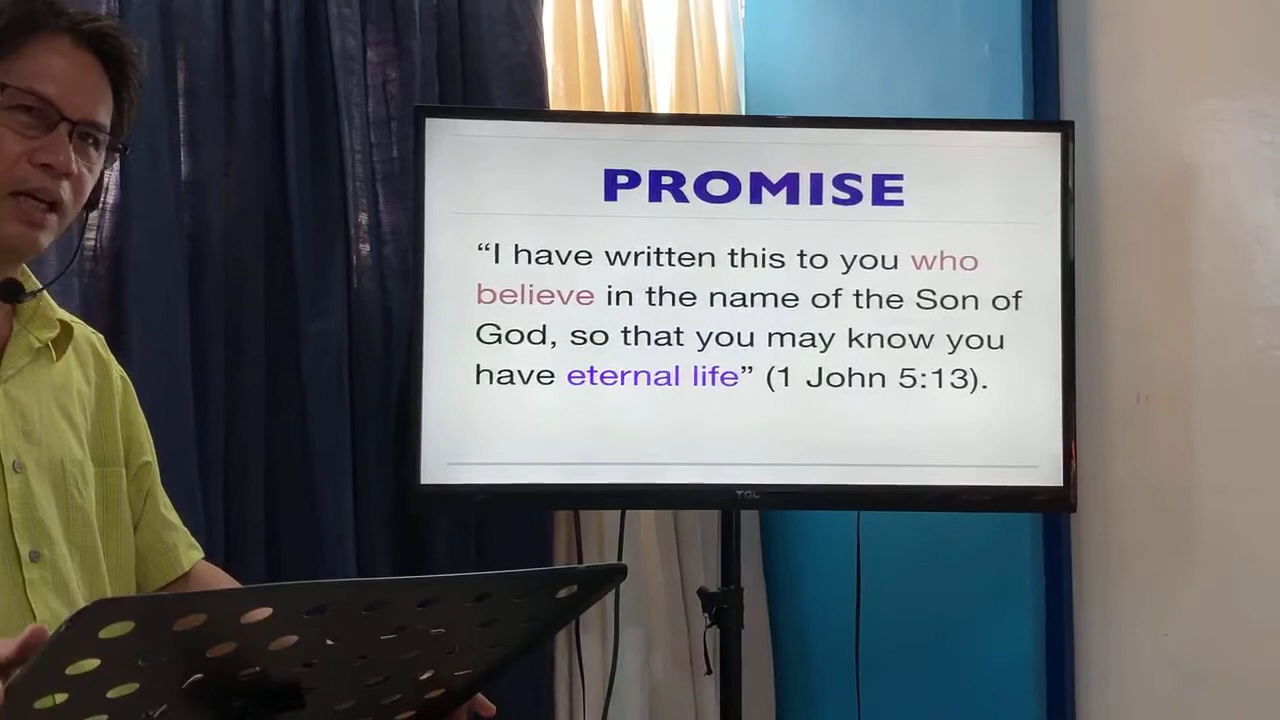 PROMISE
“I have written this to you who
believe in the name of the Son of
God, so that you may know you
have eternal life” (1 John 5:13).
TCL